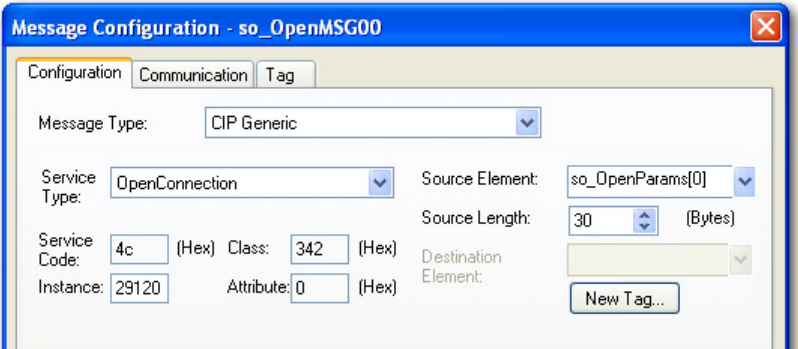 Message Configuration - so_OpenMSG00
Configuration Communication Tag
Message Type: CIP Generic
Service Type: OpenConnection
Source Element: so_OpenParams[0]
Source Length: 30 (Bytes)
Service Code: 4c (Hex) Class: 342 (Hex)
Destination Element:
Instance: 29120 Attribute: 0 (Hex)
New Tag...